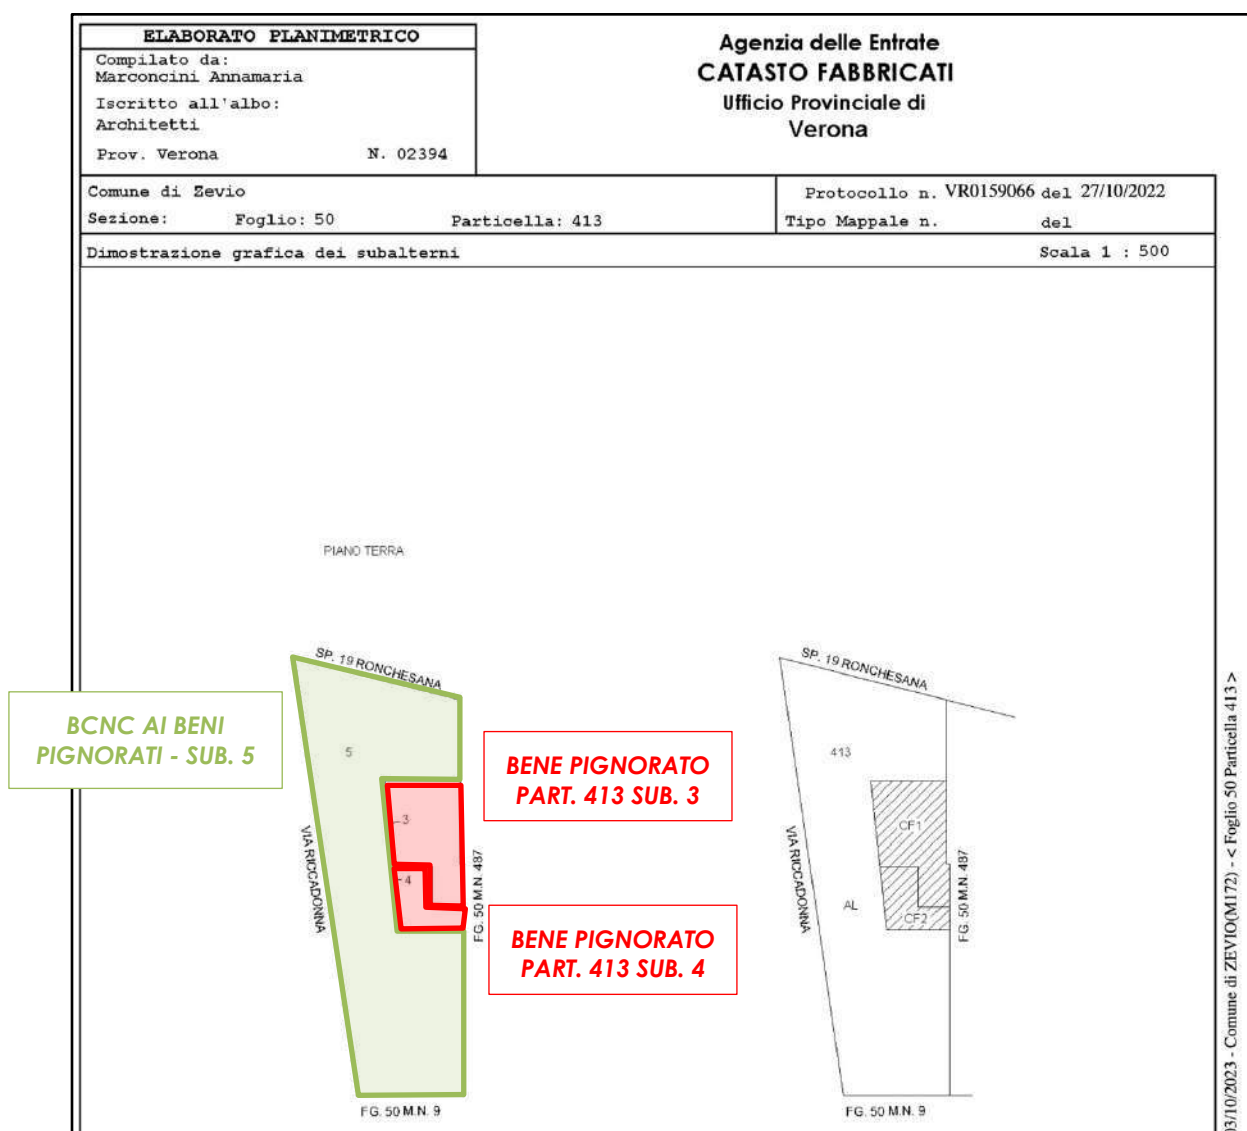 ELABORATO PLANIMETRICO
Compilato da:
Marconcini Annamaria
Iscritto all'albo:
Architetti
Prov. Verona N. 02394
Agenzia delle Entrate
CATASTO FABBRICATI
Ufficio Provinciale di
Verona
Comune di Zevio
Sezione: Foglio: 50 Particella: 413
Protocollo n. VR0159066 del 27/10/2022
Tipo Mappale n. del
Dimostrazione grafica dei subalterni Scala 1 : 500
PIANO TERRA
SP. 19 RONCHESANA
BCNC AI BENI
PIGNORATI - SUB. 5
5
BENE PIGNORATO
PART. 413 SUB. 3
3
4
VIA RICCADONNA
FG. 50 M.N. 487
BENE PIGNORATO
PART. 413 SUB. 4
FG. 50 M.N. 9
SP. 19 RONCHESANA
413
CF1
VIA RICCADONNA
AL
CF2
FG. 50 M.N. 487
FG. 50 M.N. 9
03/10/2023 - Comune di ZEVIO(M172) - < Foglio 50 Particella 413 >